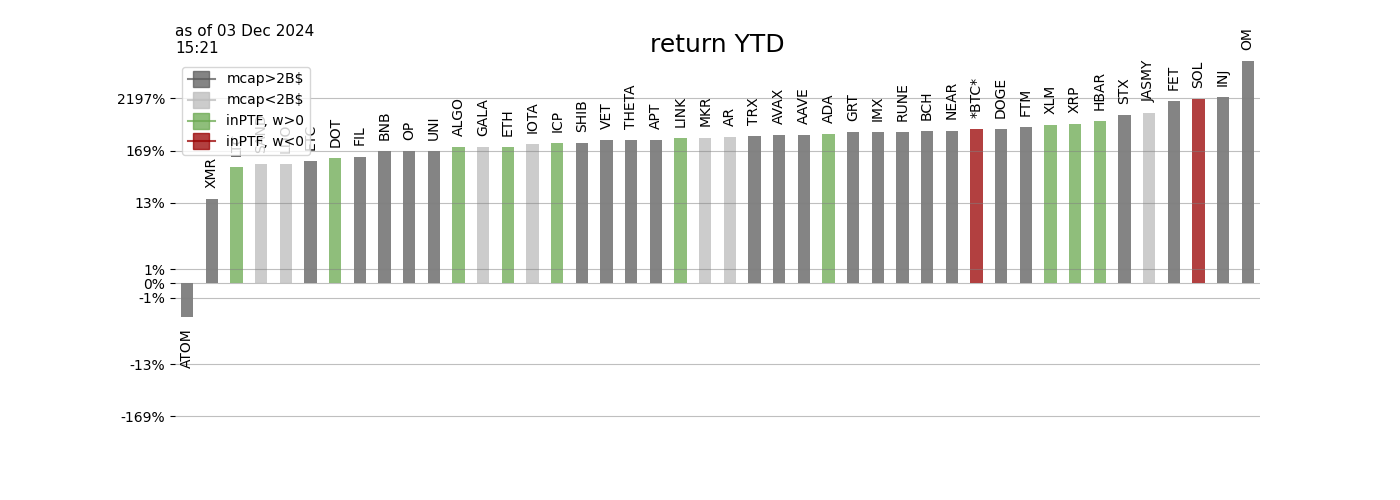 as of 03 Dec 2024
15:21
return YTD
mcap>2B$
mcap<2B$
inPTF, w>0
inPTF, w<0
2197%
169%
13%
1%
0%
-1%
-13%
-169%
ATOM
XMR
ETC
DOT
FIL
BNB
OP
UNI
ALGO
GALA
ETH
IOTA
ICP
SHIB
VET
THETA
APT
LINK
MKR
AR
TRX
AVAX
AAVE
ADA
GRT
IMX
RUNE
BCH
NEAR
*BTC*
DOGE
FTM
XLM
XRP
HBAR
STX
JASMY
FET
SOL
INJ
OM